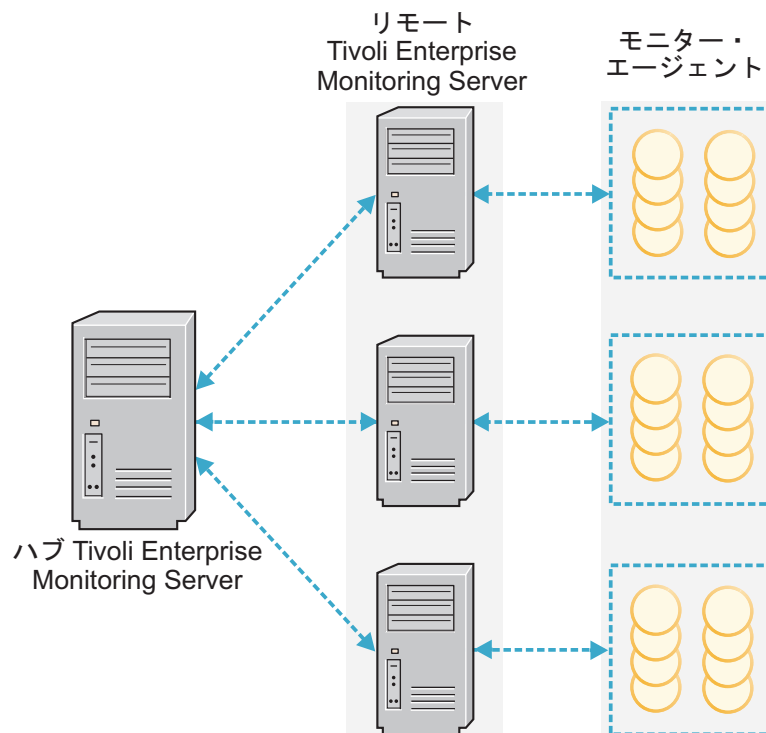 リモート
Tivoli Enterprise
Monitoring Server
モニター・
エージェント
ハブ Tivoli Enterprise
Monitoring Server